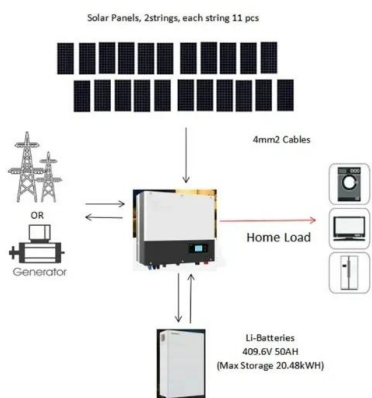 Solar Panels, 2strings, each string 11 pcs
4mm2 Cables
OR
Generator
Home Load
Li-Batteries
409.6V 50AH
(Max Storage 20.48kWH)